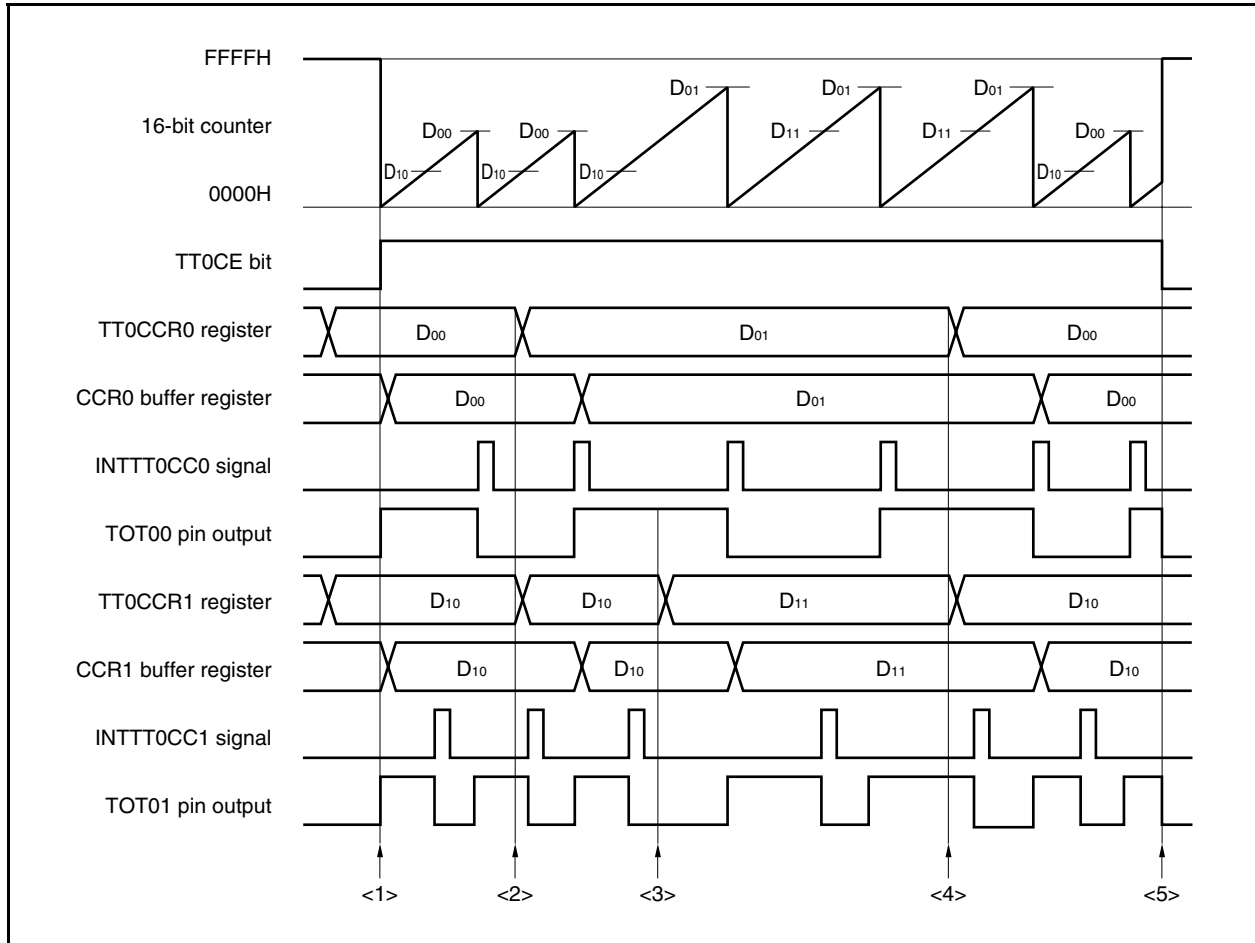 FFFFH
D01 D01 D01
16-bit counter
D00 D00 D11 D11 D00
D10 D10 D10 D10
0000H
TT0CE bit
TT0CCR0 register
D00 D01 D00
CCR0 buffer register
D00 D01 D00
INTTT0CC0 signal
TOT00 pin output
TT0CCR1 register
D10 D10 D11 D10
CCR1 buffer register
D10 D10 D11 D10
INTTT0CC1 signal
TOT01 pin output
<1> <2> <3> <4> <5>